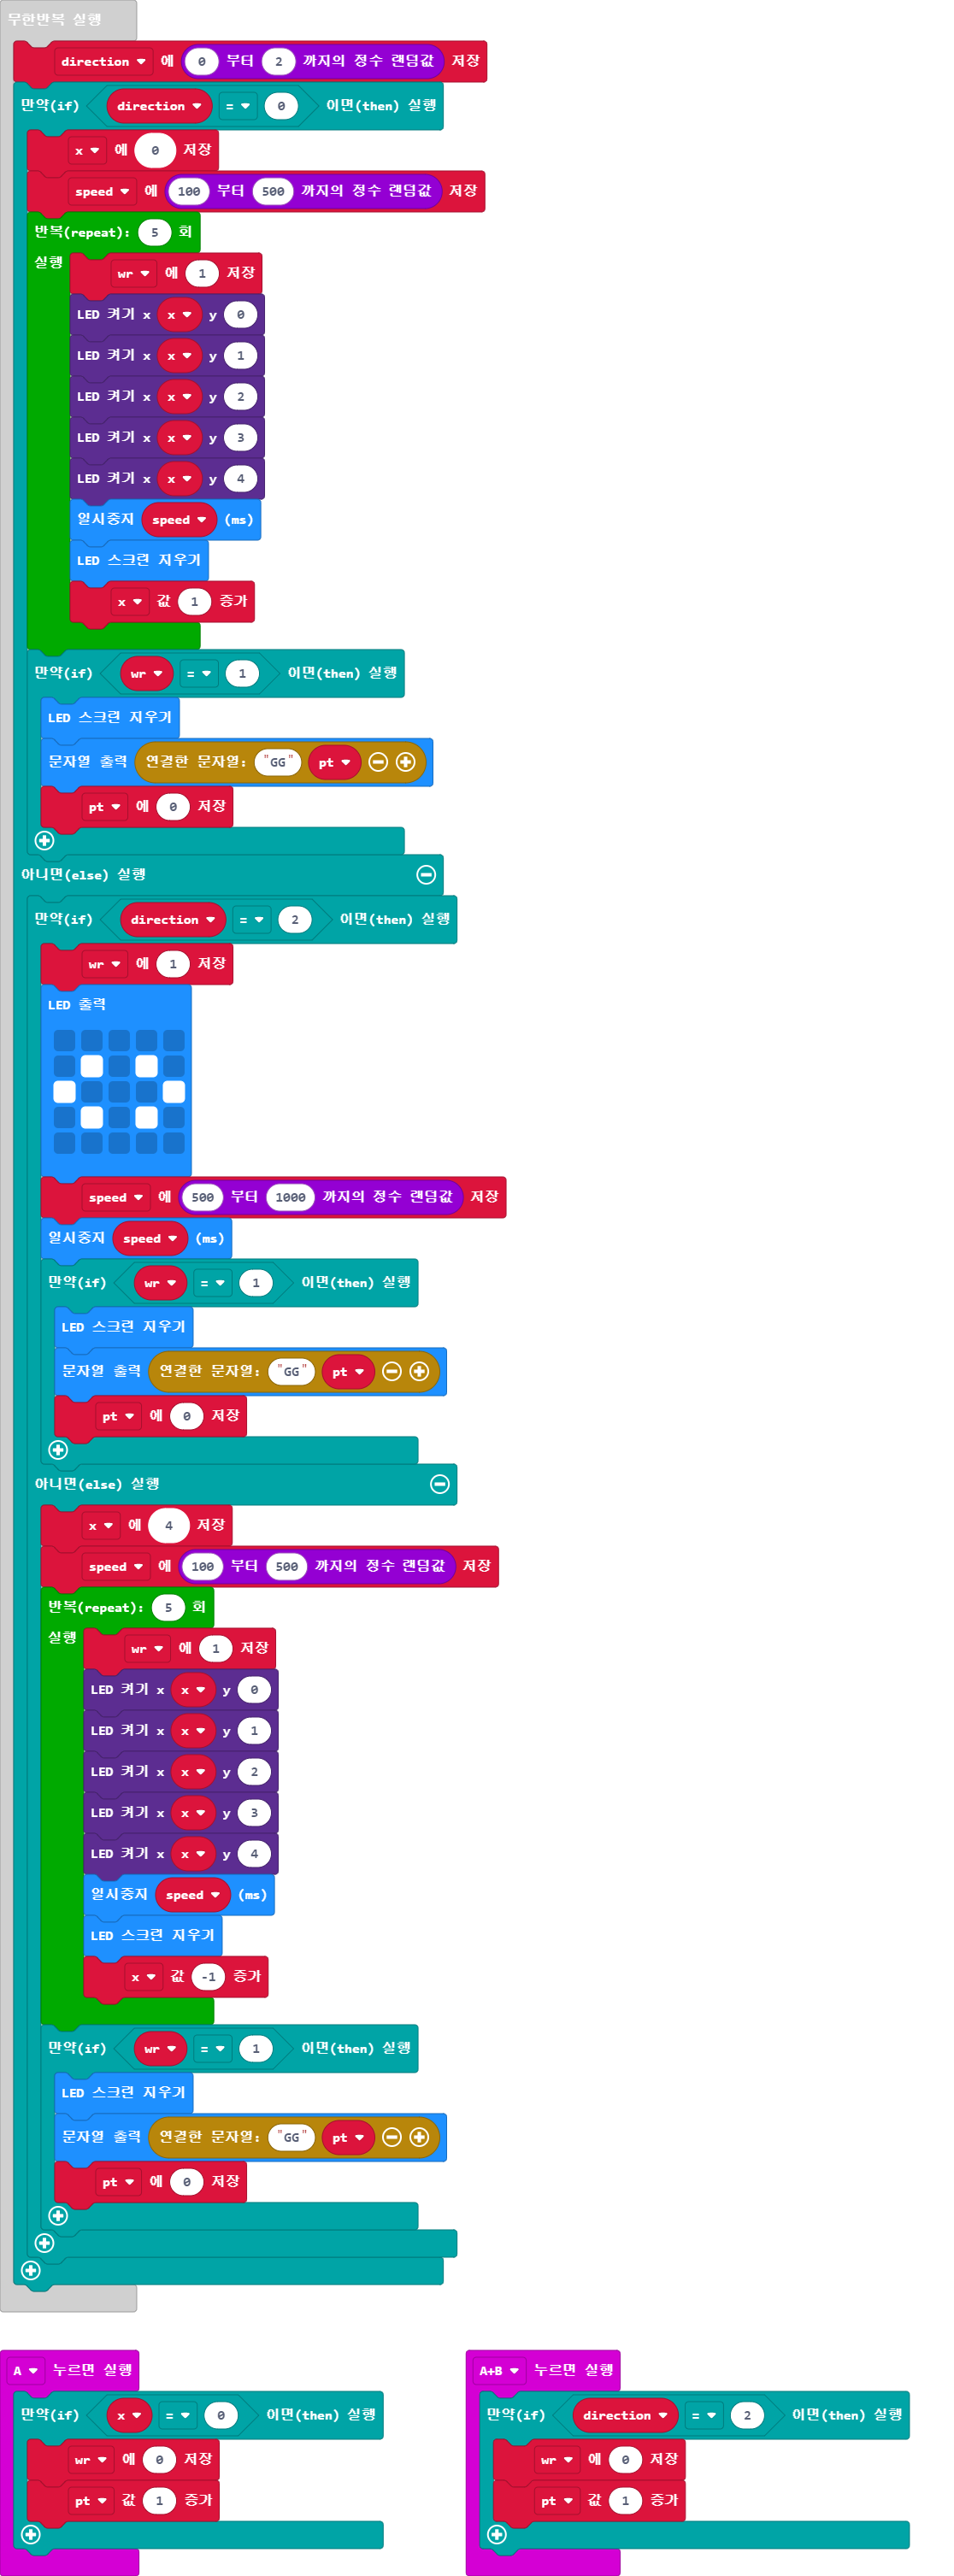 무한반복 실행
direction 에 0 부터 2 까지의 정수 랜덤값 저장
만약(if) direction = 0 이면(then) 실행
x 에 0 저장
speed 에 100 부터 500 까지의 정수 랜덤값 저장
반복(repeat): 5 회
실행 wr 에 1 저장
LED 켜기 x x y 0
LED 켜기 x x y 1
LED 켜기 x x y 2
LED 켜기 x x y 3
LED 켜기 x x y 4
일시중지 speed (ms)
LED 스크린 지우기
x 값 1 증가
만약(if) wr = 1 이면(then) 실행
LED 스크린 지우기
문자열 출력 연결한 문자열: "GG" pt
pt 에 0 저장
아니면(else) 실행
만약(if) direction = 2 이면(then) 실행
wr 에 1 저장
LED 출력
speed 에 500 부터 1000 까지의 정수 랜덤값 저장
일시중지 speed (ms)
만약(if) wr = 1 이면(then) 실행
LED 스크린 지우기
문자열 출력 연결한 문자열: "GG" pt
pt 에 0 저장
아니면(else) 실행
x 에 4 저장
speed 에 100 부터 500 까지의 정수 랜덤값 저장
반복(repeat): 5 회
실행 wr 에 1 저장
LED 켜기 x x y 0
LED 켜기 x x y 1
LED 켜기 x x y 2
LED 켜기 x x y 3
LED 켜기 x x y 4
일시중지 speed (ms)
LED 스크린 지우기
x 값 -1 증가
만약(if) wr = 1 이면(then) 실행
LED 스크린 지우기
문자열 출력 연결한 문자열: "GG" pt
pt 에 0 저장
A 누르면 실행
만약(if) x = 0 이면(then) 실행
wr 에 0 저장
pt 값 1 증가
A+B 누르면 실행
만약(if) direction = 2 이면(then) 실행
wr 에 0 저장
pt 값 1 증가